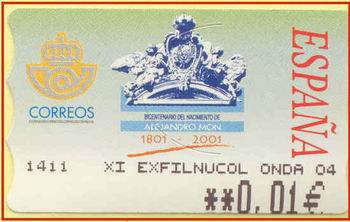 CORREOS
ESPAÑA
BICENTENARIO DEL NACIMIENTO DE
ALEJANDRO MON
1801 - 2001
1411 XI EXFILNUCOL ONDA 04
**0,01€